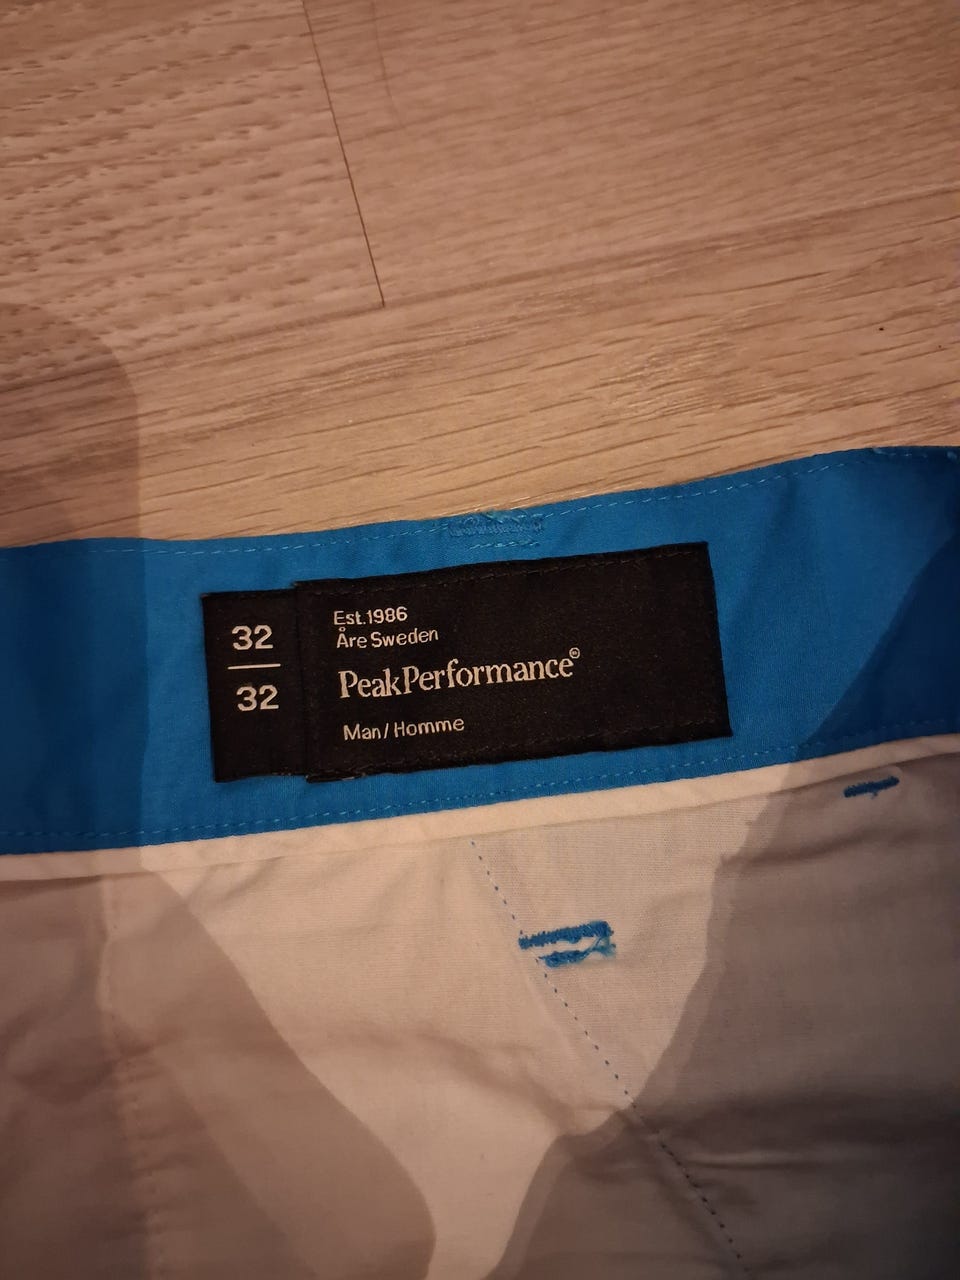 32
32
Est.1986
Åre Sweden
PeakPerformance®
Man/Homme